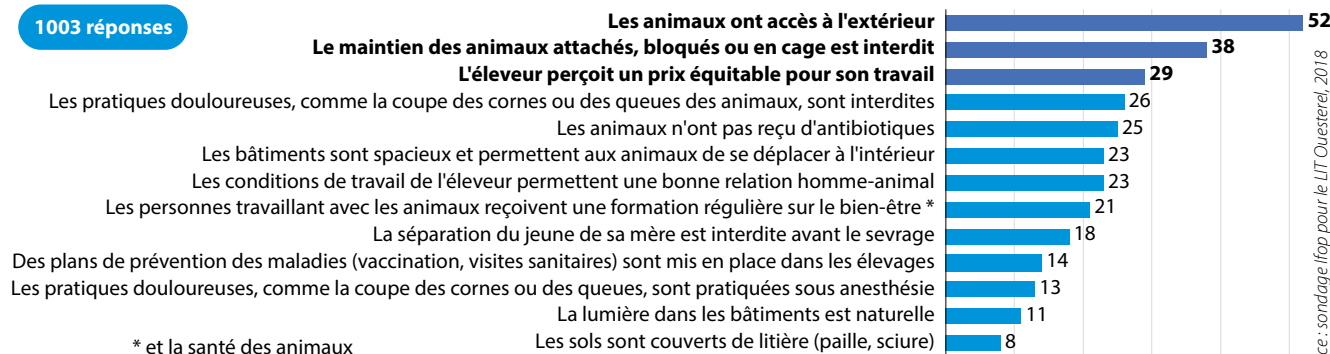 1003 réponses
Les animaux ont accès à l'extérieur 52
Le maintien des animaux attachés, bloqués ou en cage est interdit 38
L'éleveur perçoit un prix équitable pour son travail 29
Les pratiques douloureuses, comme la coupe des cornes ou des queues des animaux, sont interdites 26
Les animaux n'ont pas reçu d'antibiotiques 25
Les bâtiments sont spacieux et permettent aux animaux de se déplacer à l'intérieur 23
Les conditions de travail de l'éleveur permettent une bonne relation homme-animal 23
Les personnes travaillant avec les animaux reçoivent une formation régulière sur le bien-être * 21
La séparation du jeune de sa mère est interdite avant le sevrage 18
Des plans de prévention des maladies (vaccination, visites sanitaires) sont mis en place dans les élevages 14
Les pratiques douloureuses, comme la coupe des cornes ou des queues, sont pratiquées sous anesthésie 13
La lumière dans les bâtiments est naturelle 11
Les sols sont couverts de litière (paille, sciure) 8
* et la santé des animaux
: sondage Ifop pour le LIT Ouesterel, 2018